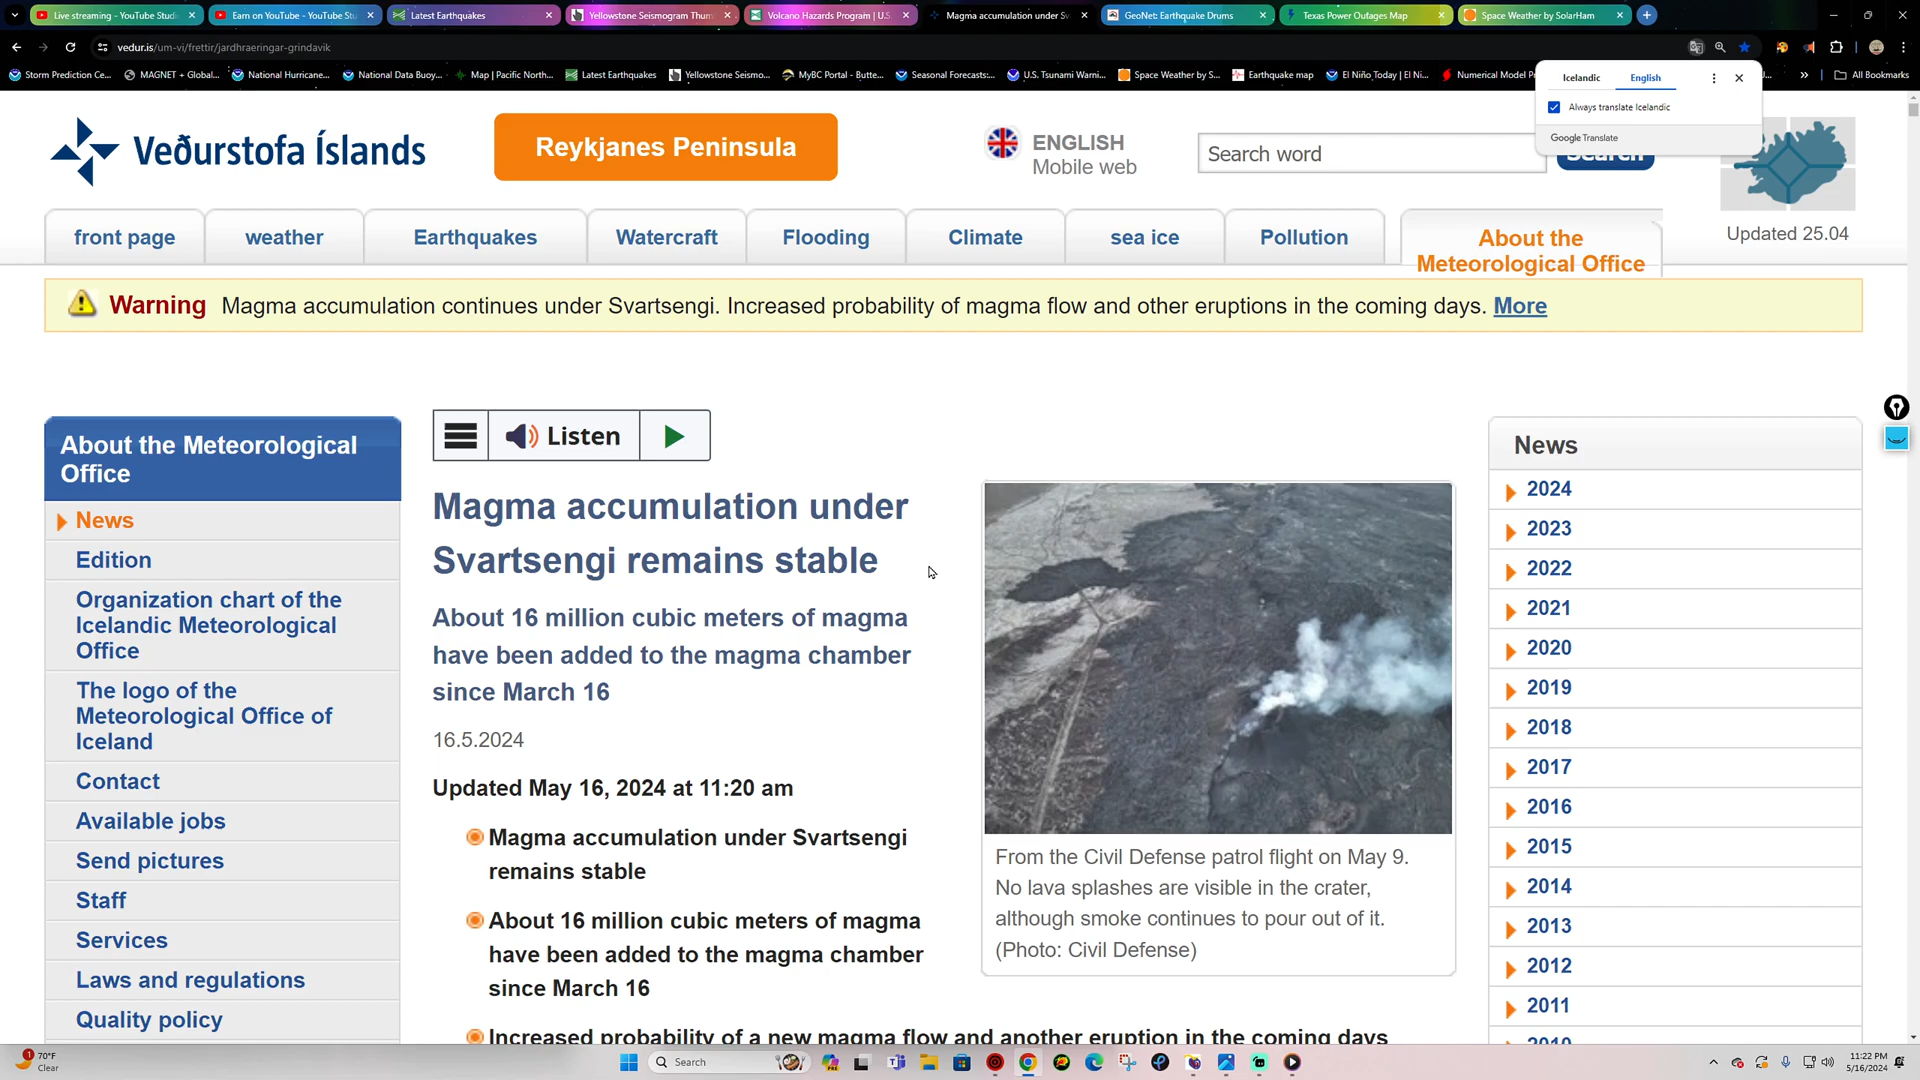 Live streaming - YouTube Studi
Earn on YouTube - YouTube Stu
Latest Earthquakes
Yellowstone Seismogram Thum
Volcano Hazards Program | U.S.
Magma accumulation under Sv
GeoNet: Earthquake Drums
Texas Power Outages Map
Space Weather by SolarHam
vedur.is/um-vi/frettir/jardhraeringar-grindavik
Storm Prediction Ce...
MAGNET + Global...
National Hurricane...
National Data Buoy...
Map | Pacific North...
Latest Earthquakes
Yellowstone Seismo...
MyBC Portal - Butte...
Seasonal Forecasts:...
U.S. Tsunami Warni...
Space Weather by S...
Earthquake map
El Niño Today | El Ni...
Numerical Model P
All Bookmarks
Icelandic
English
Always translate Icelandic
Google Translate
Veðurstofa Íslands
Reykjanes Peninsula
ENGLISH
Mobile web
Search word
Search
Updated 25.04
front page
weather
Earthquakes
Watercraft
Flooding
Climate
sea ice
Pollution
About the
Meteorological Office
Warning Magma accumulation continues under Svartsengi. Increased probability of magma flow and other eruptions in the coming days. More
About the Meteorological
Office
News
Edition
Organization chart of the
Icelandic Meteorological
Office
The logo of the
Meteorological Office of
Iceland
Contact
Available jobs
Send pictures
Staff
Services
Laws and regulations
Quality policy
Listen
Magma accumulation under
Svartsengi remains stable
About 16 million cubic meters of magma
have been added to the magma chamber
since March 16
16.5.2024
Updated May 16, 2024 at 11:20 am
Magma accumulation under Svartsengi
remains stable
About 16 million cubic meters of magma
have been added to the magma chamber
since March 16
Increased probability of a new magma flow and another eruption in the coming days
From the Civil Defense patrol flight on May 9.
No lava splashes are visible in the crater,
although smoke continues to pour out of it.
(Photo: Civil Defense)
News
2024
2023
2022
2021
2020
2019
2018
2017
2016
2015
2014
2013
2012
2011
2010
1
70°F
Clear
Search
11:22 PM
5/16/2024